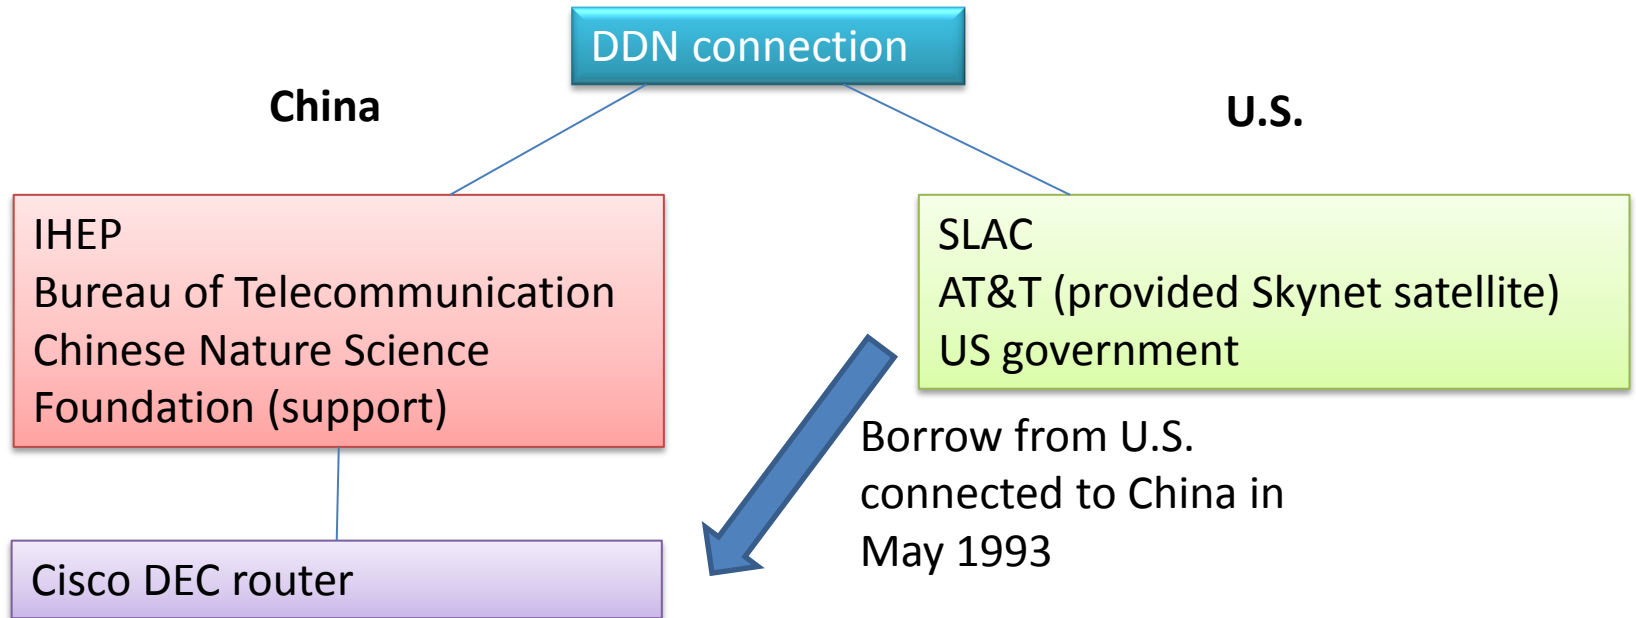 DDN connection
China
U.S.
IHEP
Bureau of Telecommunication
Chinese Nature Science
Foundation (support)
SLAC
AT&T (provided Skynet satellite)
US government
Borrow from U.S.
connected to China in
May 1993
Cisco DEC router